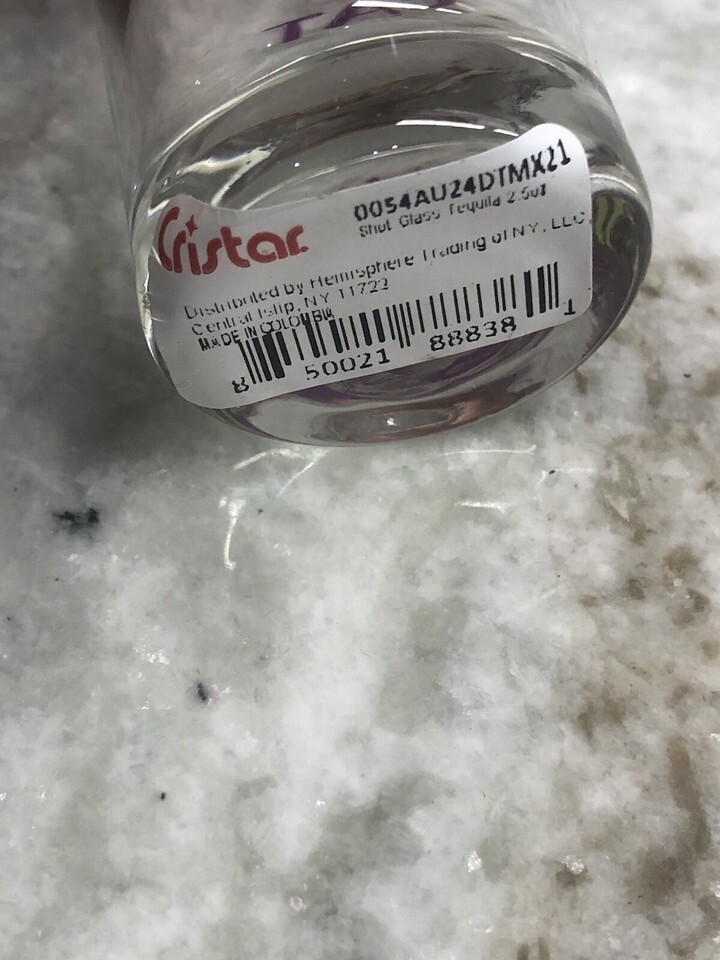 Cristar
0054AU24DTMX21
Shot Glass Tequila 2.5oz
Distributed by Hemisphere Trading of NY, LLC,
Central Islip, NY 11722
MADE IN COLOMBIA
8 50021 88838 1